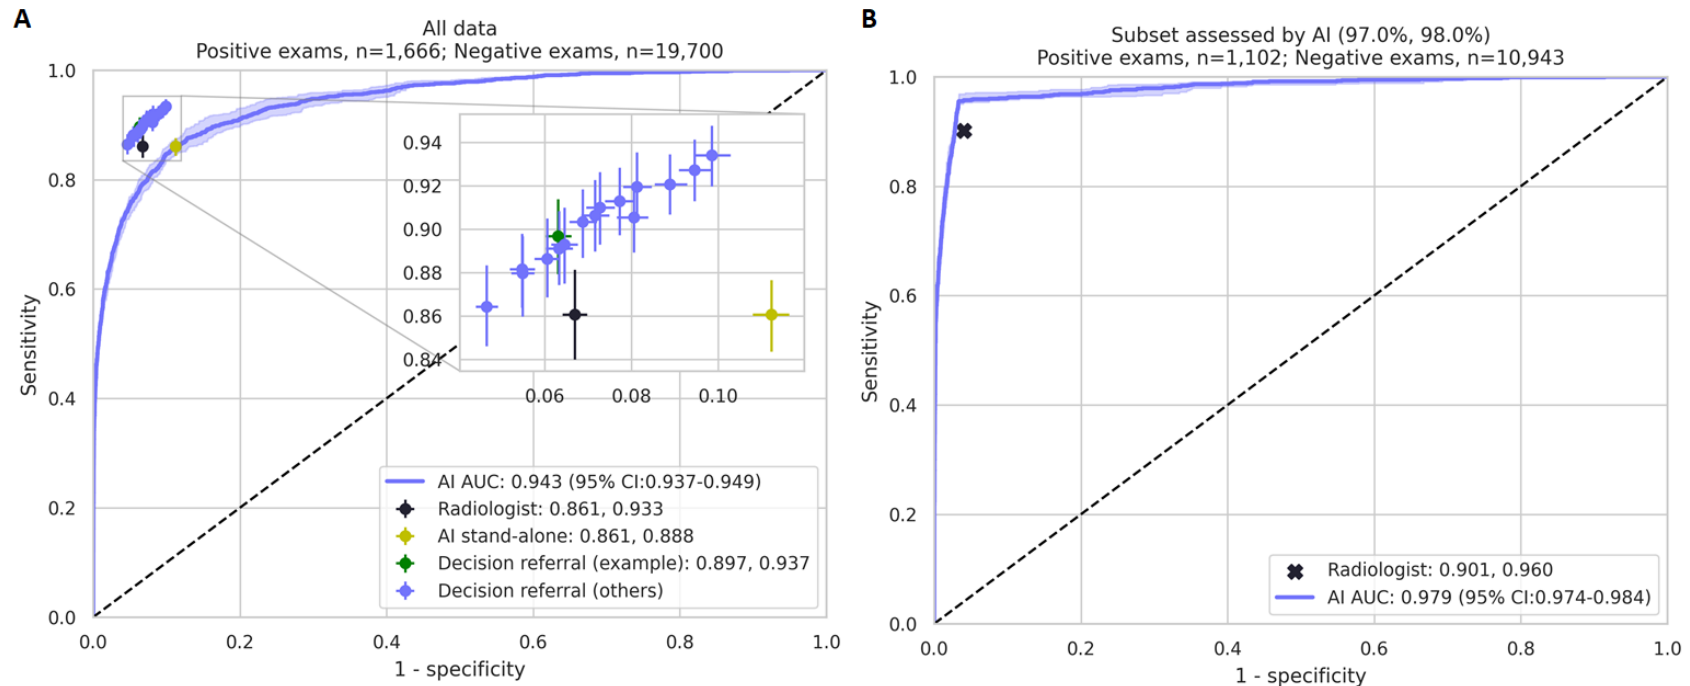 A
All data
Positive exams, n=1,666; Negative exams, n=19,700
1.0
0.8
0.6
0.4
0.2
0.0
Sensitivity
0.94
0.92
0.90
0.88
0.86
0.84
0.06 0.08 0.10
AI AUC: 0.943 (95% CI:0.937-0.949)
Radiologist: 0.861, 0.933
AI stand-alone: 0.861, 0.888
Decision referral (example): 0.897, 0.937
Decision referral (others)
0.0 0.2 0.4 0.6 0.8 1.0
1 - specificity
B
Subset assessed by AI (97.0%, 98.0%)
Positive exams, n=1,102; Negative exams, n=10,943
1.0
0.8
0.6
0.4
0.2
0.0
Sensitivity
Radiologist: 0.901, 0.960
AI AUC: 0.979 (95% CI:0.974-0.984)
0.0 0.2 0.4 0.6 0.8 1.0
1 - specificity